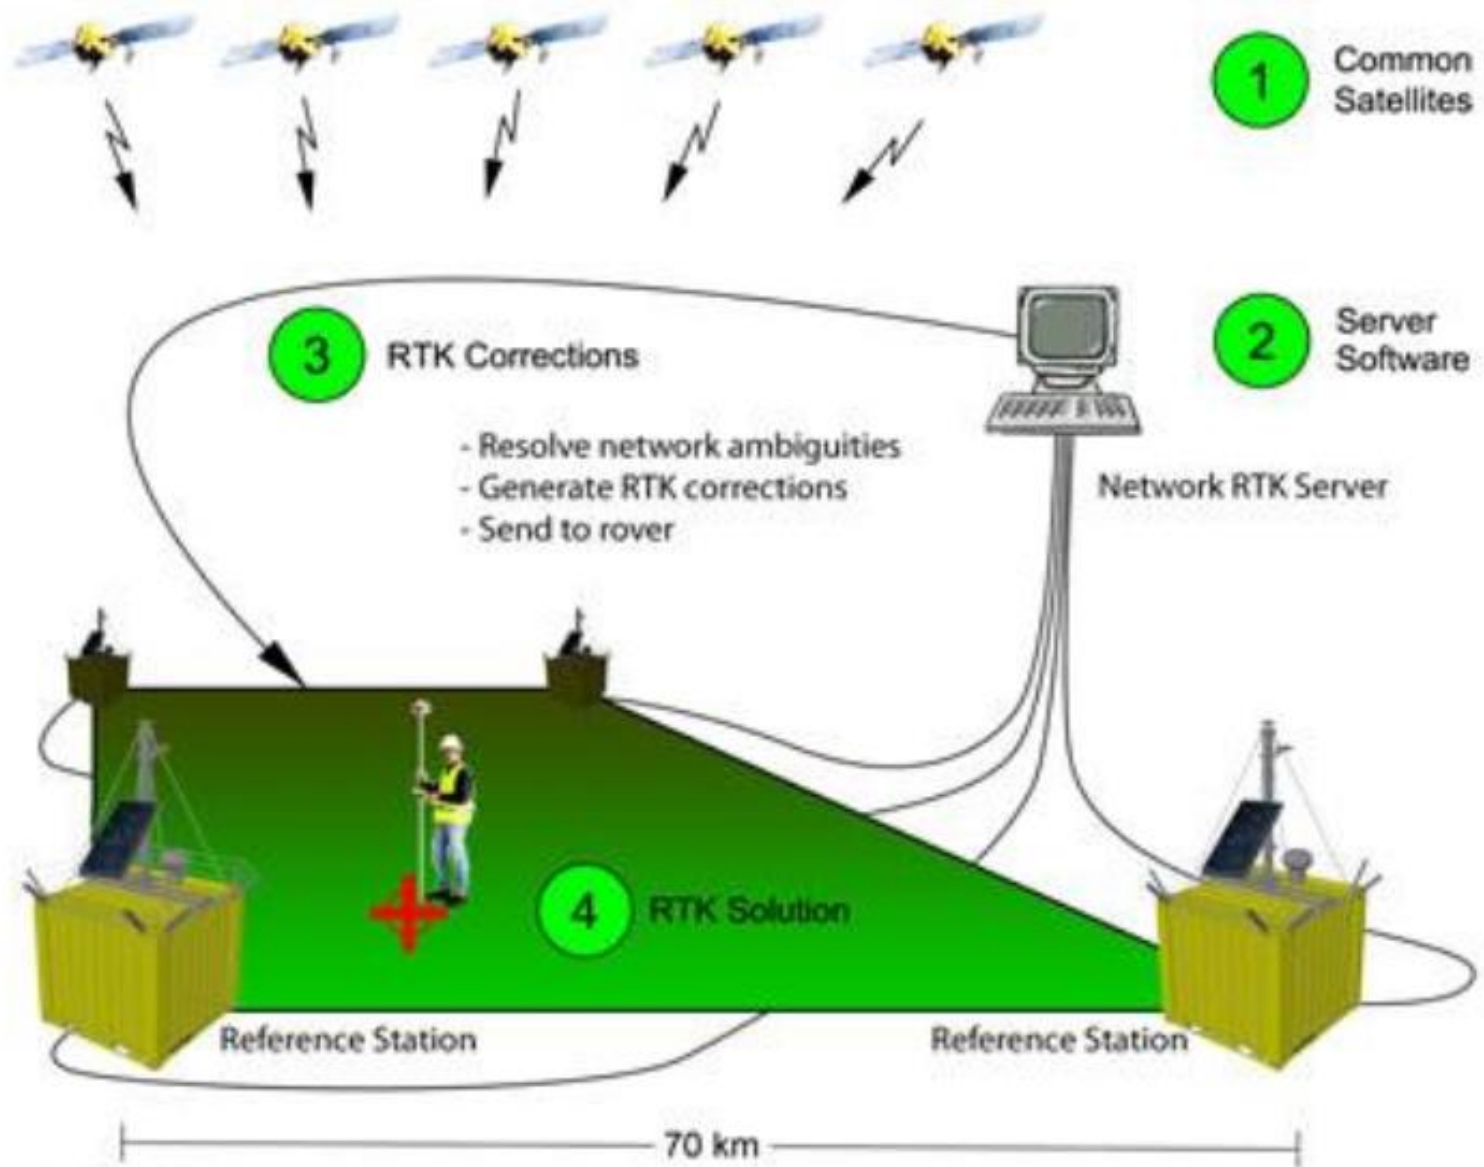 1
Common
Satellites
2
Server
Software
3
RTK Corrections
- Resolve network ambiguities
- Generate RTK corrections
- Send to rover
Network RTK Server
4
RTK Solution
Reference Station
Reference Station
70 km